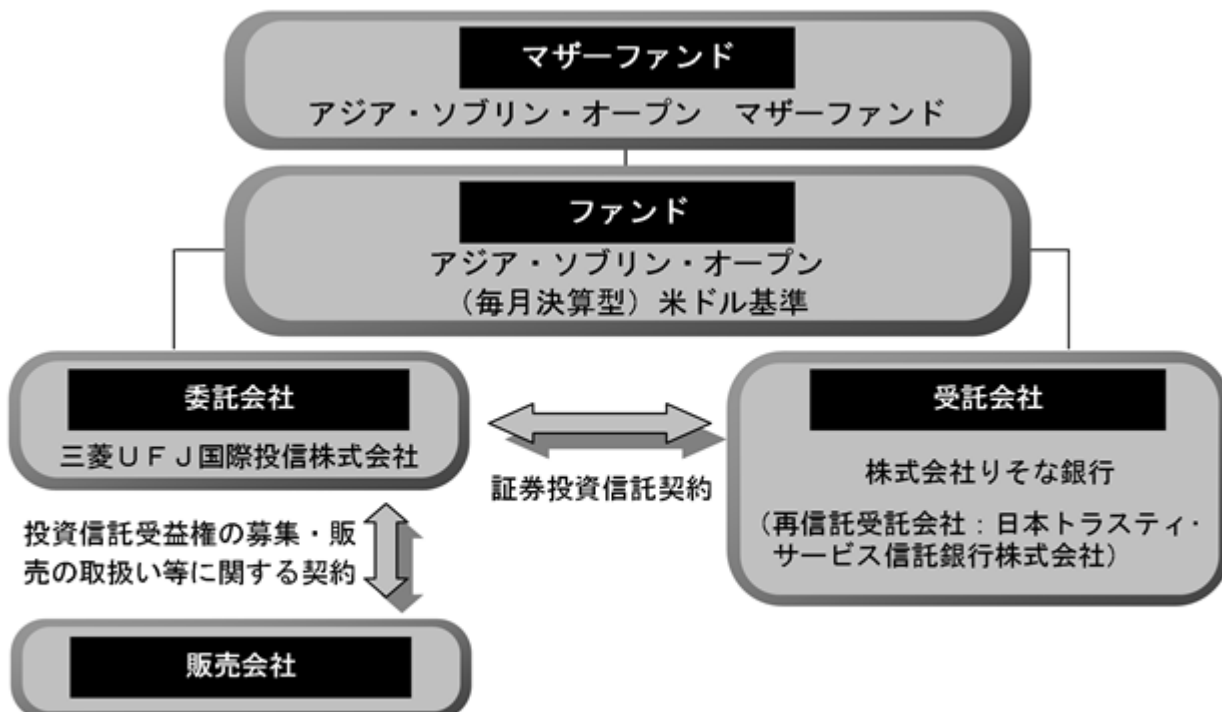 マザーファンド
アジア・ソブリン・オープン　マザーファンド
ファンド
アジア・ソブリン・オープン
（毎月決算型）米ドル基準
委託会社
三菱ＵＦＪ国際投信株式会社
証券投資信託契約
受託会社
株式会社りそな銀行
（再信託受託会社：日本トラスティ・
サービス信託銀行株式会社）
投資信託受益権の募集・販
売の取扱い等に関する契約
販売会社